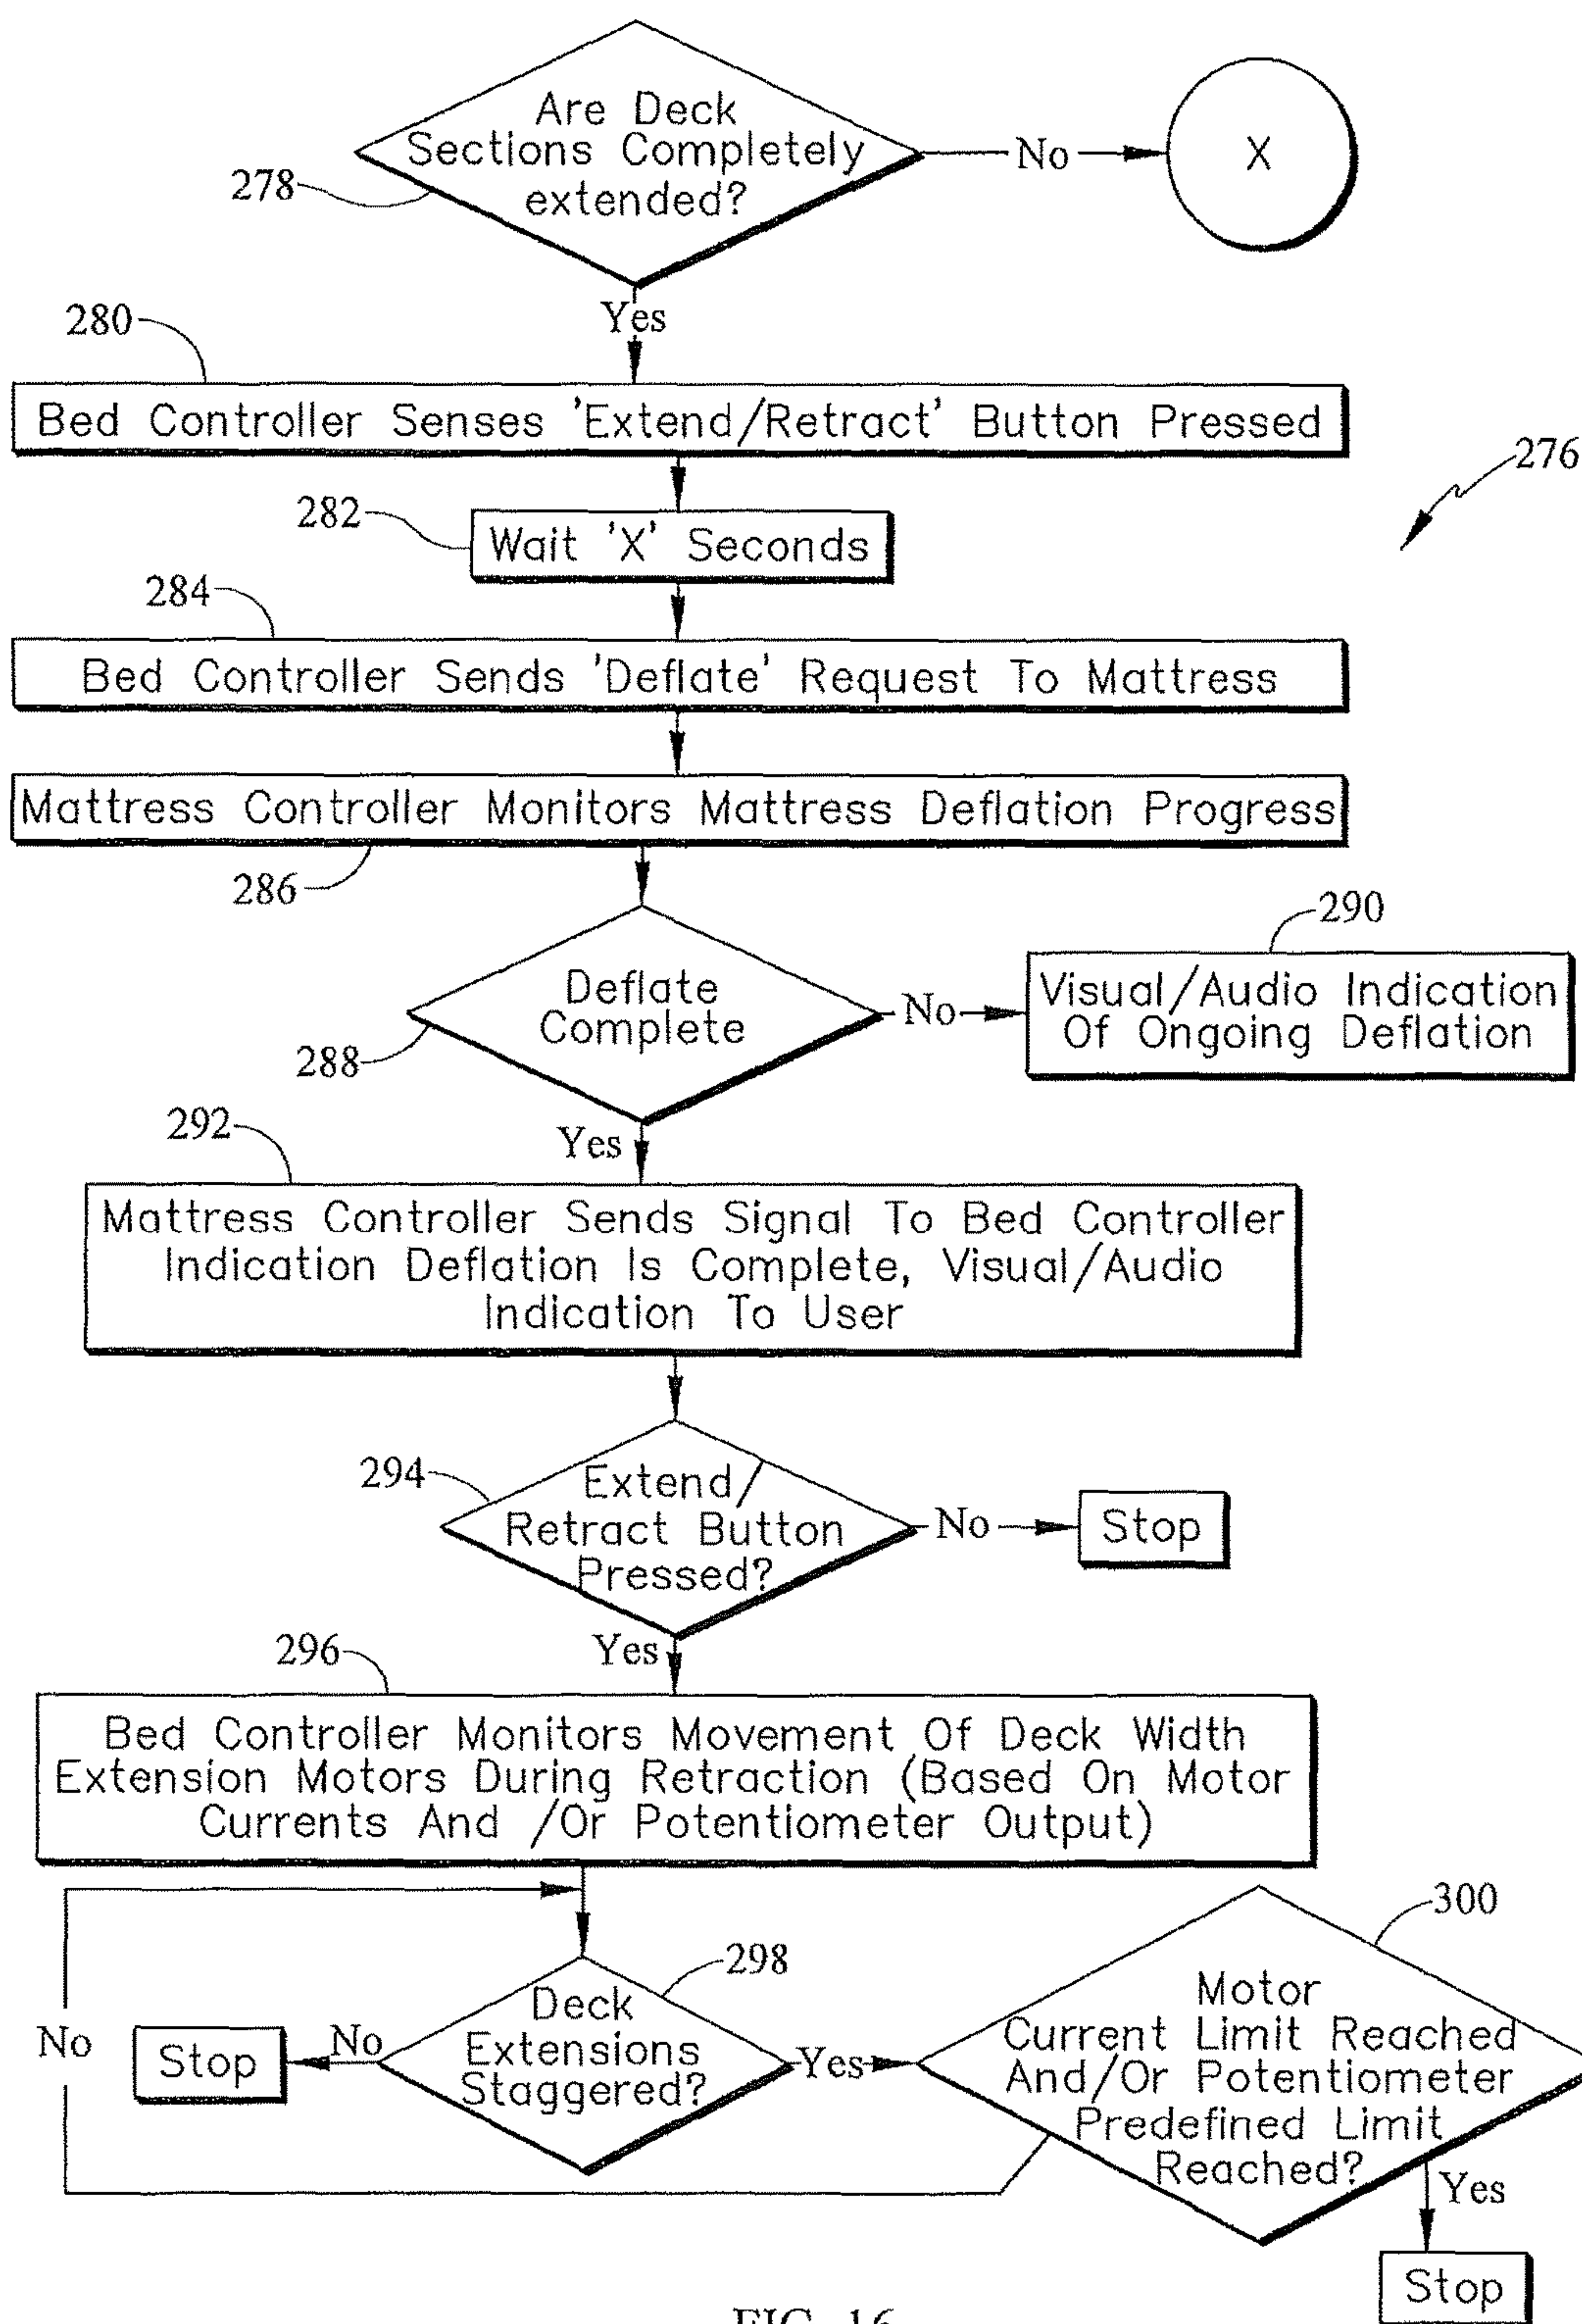 Are Deck
Sections Completely
extended?
No
X
278
Yes
280
Bed Controller Senses 'Extend/Retract' Button Pressed
276
282
Wait 'X' Seconds
284
Bed Controller Sends 'Deflate' Request To Mattress
Mattress Controller Monitors Mattress Deflation Progress
286
290
Deflate
Complete
No
Visual/Audio Indication
Of Ongoing Deflation
288
292
Yes
Mattress Controller Sends Signal To Bed Controller
Indication Deflation Is Complete, Visual/Audio
Indication To User
294
Extend/
Retract Button
Pressed?
No
Stop
296
Yes
Bed Controller Monitors Movement Of Deck Width
Extension Motors During Retraction (Based On Motor
Currents And /Or Potentiometer Output)
300
298
No
Stop
No
Deck
Extensions
Staggered?
Yes
Motor
Current Limit Reached
And/Or Potentiometer
Predefined Limit
Reached?
Yes
Stop
FIG. 16